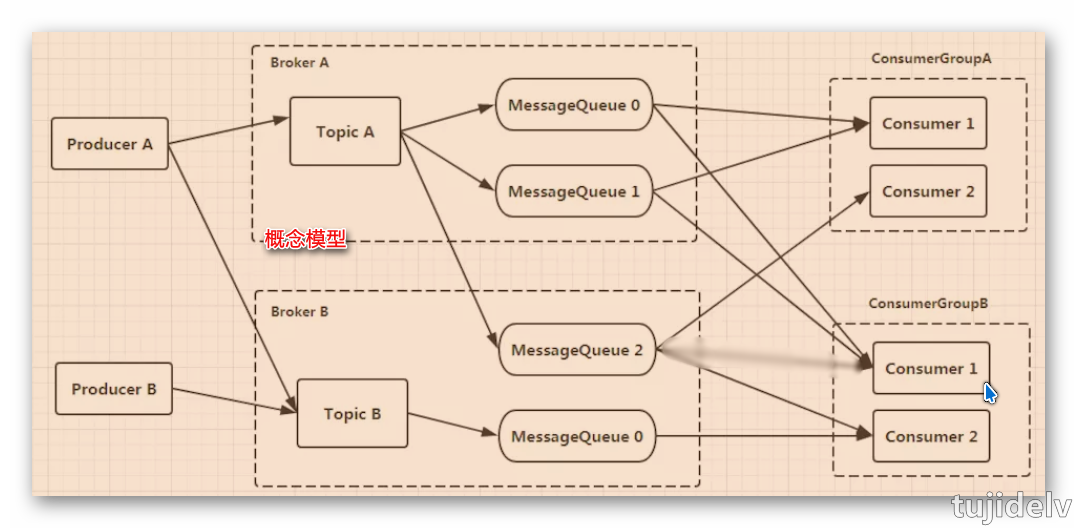 Broker A
ConsumerGroupA
Producer A
Topic A
MessageQueue 0
Consumer 1
MessageQueue 1
Consumer 2
概念模型
Broker B
ConsumerGroupB
MessageQueue 2
Consumer 1
Producer B
Topic B
MessageQueue 0
Consumer 2
tujidelv